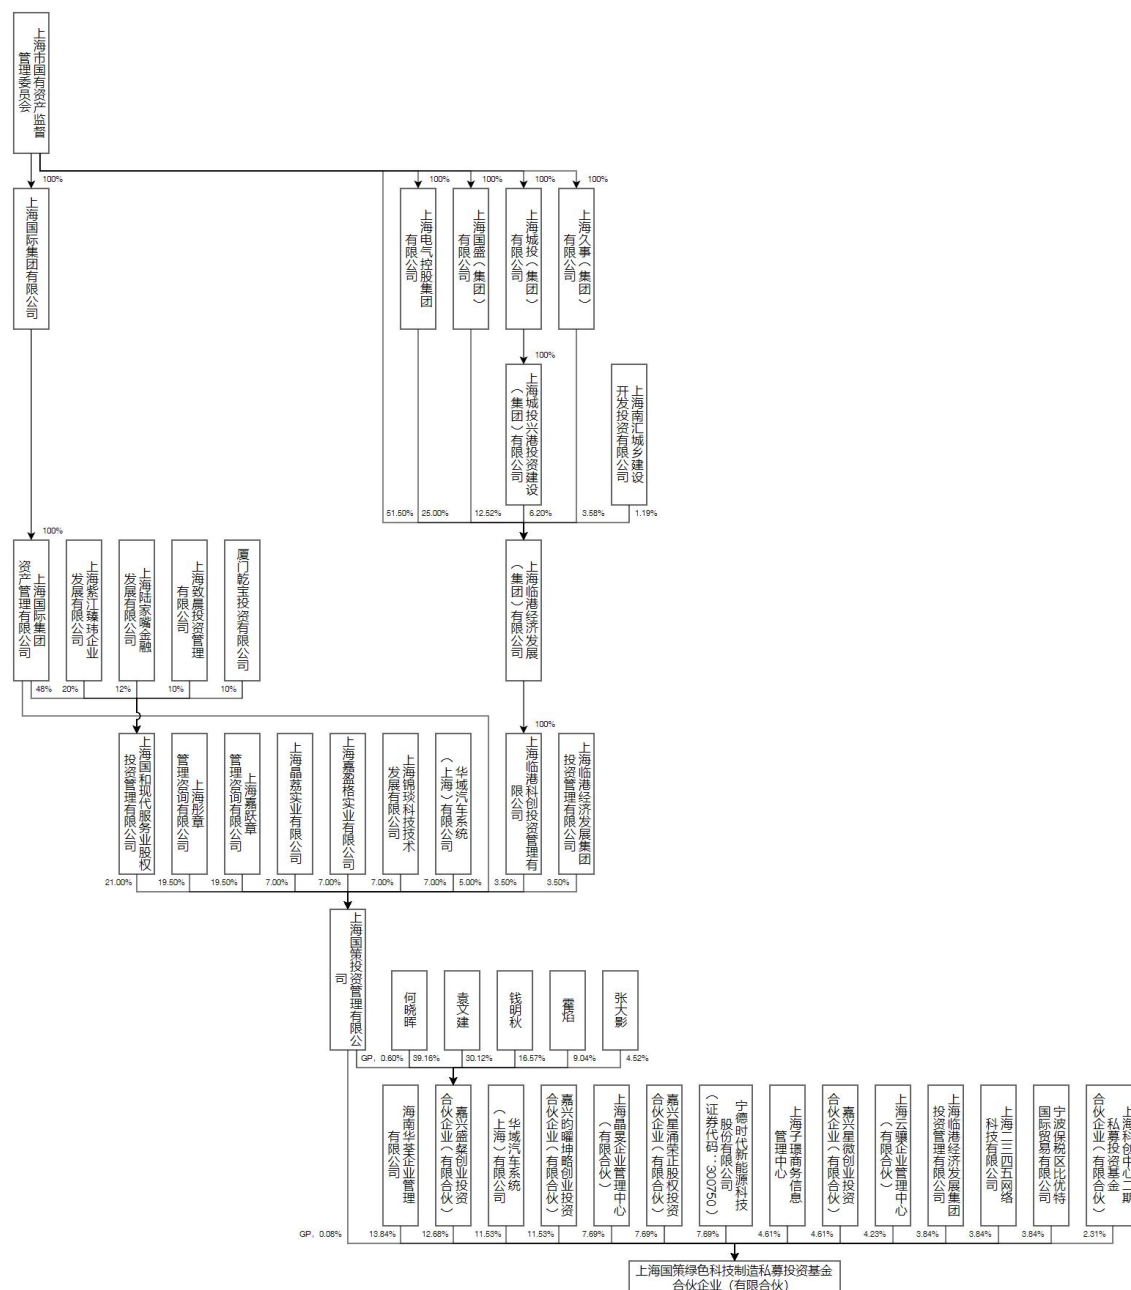 上海市国有资产监督
管理委员会
100%
100%
100%
100%
100%
上海国际集团有限公司
上海电气控股集团
有限公司
上海国盛（集团）
有限公司
上海城投（集团）
有限公司
上海久事（集团）
有限公司
100%
上海城投兴港投资建设
（集团）有限公司
上海南汇城乡建设
开发投资有限公司
51.50%
25.00%
12.52%
6.20%
3.58%
1.19%
100%
上海国际集团
资产管理有限公司
上海紫江臻玮企业
发展有限公司
上海陆家嘴金融
发展有限公司
上海致晨投资管理
有限公司
厦门乾宝投资有限公司
上海临港经济发展
（集团）有限公司
48%
20%
12%
10%
10%
100%
上海国和现代服务业股权
投资管理有限公司
上海彤章
管理咨询有限公司
上海嘉跃章
管理咨询有限公司
上海晶荔实业有限公司
上海嘉盈格实业有限公司
上海锦琰科技技术
发展有限公司
华域汽车系统
（上海）有限公司
上海临港科创投资管理有
限公司
上海临港经济发展集团
投资管理有限公司
21.00%
19.50%
19.50%
7.00%
7.00%
7.00%
7.00%
5.00%
3.50%
3.50%
上海国策投资管理有限公
司
何晓晖
袁文建
钱明秋
霍焰
张大影
GP，0.60%
39.16%
30.12%
16.57%
9.04%
4.52%
海南华荃企业管理
有限公司
嘉兴盛粲创业投资
合伙企业（有限合伙）
华域汽车系统
（上海）有限公司
嘉兴昀曜坤略创业投资
合伙企业（有限合伙）
上海晶旻企业管理中心
（有限合伙）
嘉兴星涌荣正股权投资
合伙企业（有限合伙）
宁德时代新能源科技
股份有限公司
（证券代码：300750）
上海子璟商务信息
管理中心
嘉兴星微创业投资
合伙企业（有限合伙）
上海云骧企业管理中心
（有限合伙）
上海临港经济发展集团
投资管理有限公司
上海二三四五网络
科技有限公司
宁波保税区比优特
国际贸易有限公司
上海科创中心二期
私募投资基金
合伙企业（有限合伙）
GP，0.08%
13.84%
12.68%
11.53%
11.53%
7.69%
7.69%
7.69%
4.61%
4.61%
4.23%
3.84%
3.84%
3.84%
2.31%
上海国策绿色科技制造私募投资基金
合伙企业（有限合伙）